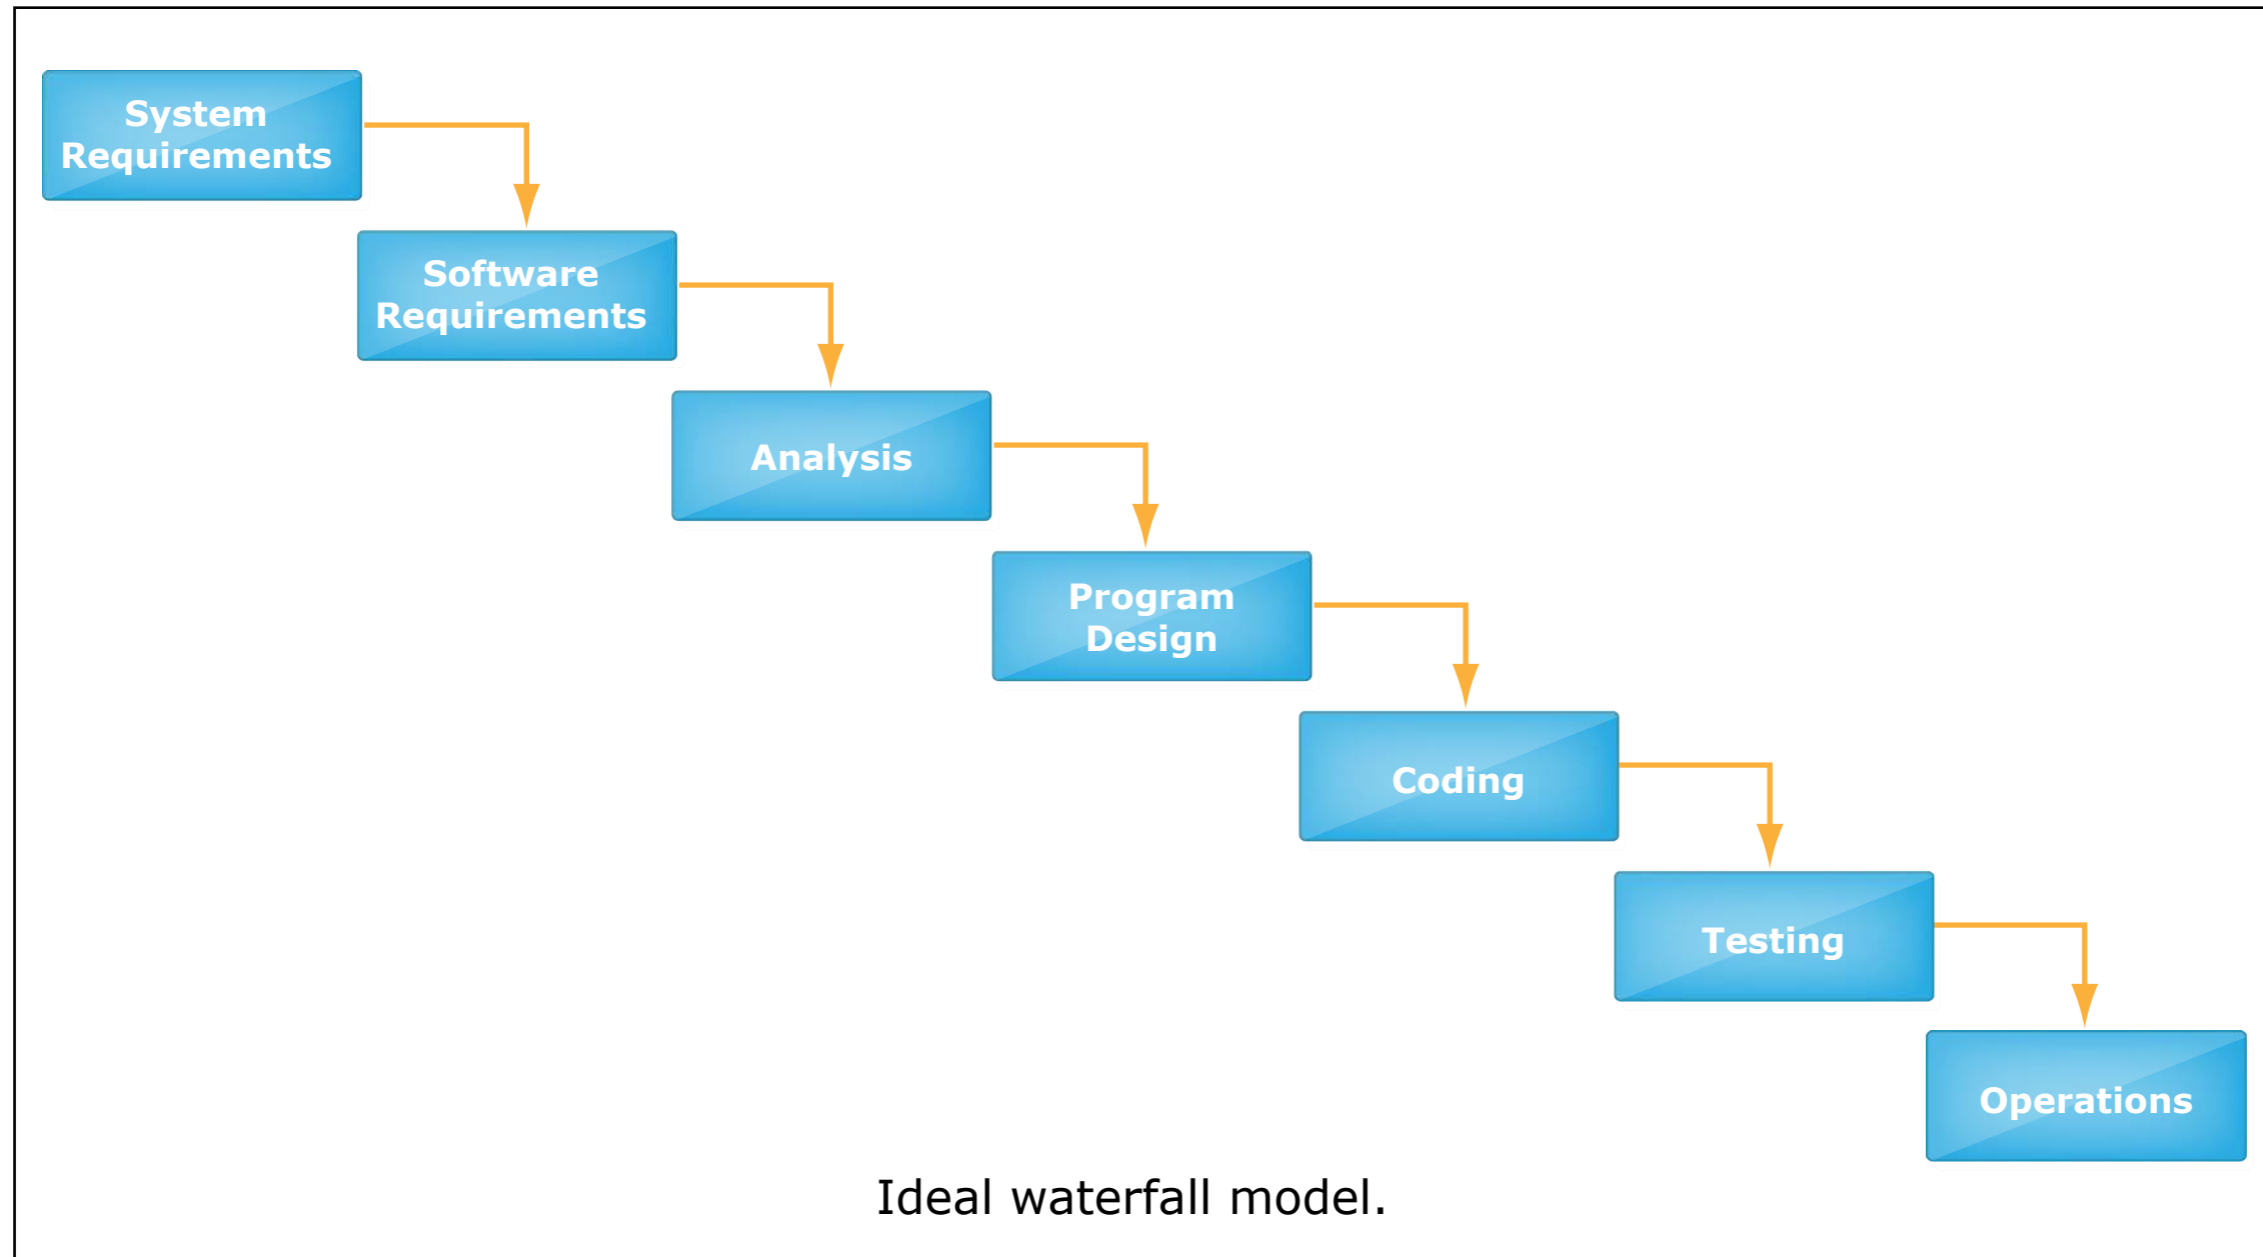 System
Requirements
Software
Requirements
Analysis
Program
Design
Coding
Testing
Operations
Ideal waterfall model.